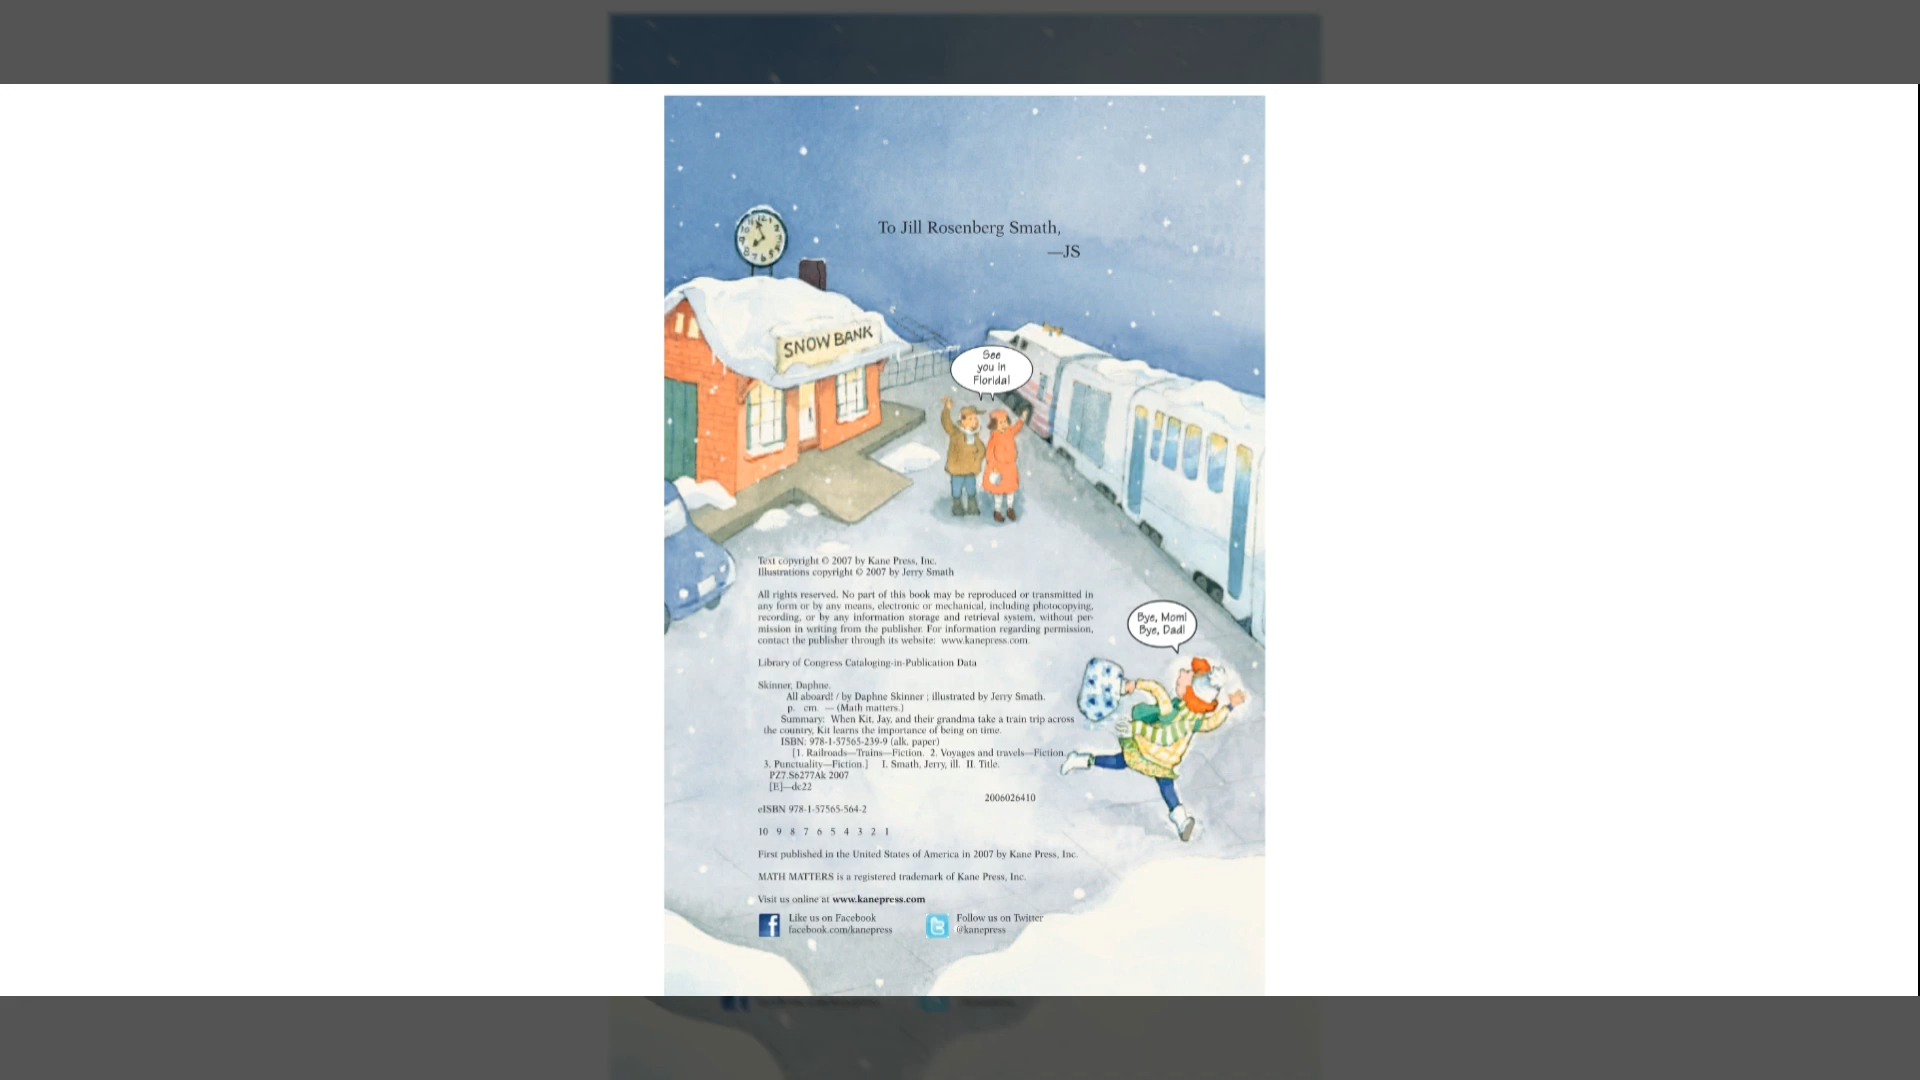 To Jill Rosenberg Smath,
—JS
SNOW BANK
See
you in
Florida!
Text copyright © 2007 by Kane Press, Inc.
Illustrations copyright © 2007 by Jerry Smath
All rights reserved. No part of this book may be reproduced or transmitted in
any form or by any means, electronic or mechanical, including photocopying,
recording, or by any information storage and retrieval system, without per-
mission in writing from the publisher. For information regarding permission,
contact the publisher through its website: www.kanepress.com.
Bye, Mom!
Bye, Dad!
Library of Congress Cataloging-in-Publication Data
Skinner, Daphne.
All aboard! / by Daphne Skinner ; illustrated by Jerry Smath.
p. cm. — (Math matters.)
Summary: When Kit, Jay, and their grandma take a train trip across
the country, Kit learns the importance of being on time.
ISBN: 978-1-57565-239-9 (alk. paper)
[1. Railroads—Trains—Fiction. 2. Voyages and travels—Fiction.
3. Punctuality—Fiction.] I. Smath, Jerry, ill. II. Title.
PZ7.S6277Ak 2007
[E]—dc22
2006026410
eISBN 978-1-57565-564-2
10 9 8 7 6 5 4 3 2 1
First published in the United States of America in 2007 by Kane Press, Inc.
MATH MATTERS is a registered trademark of Kane Press, Inc.
Visit us online at www.kanepress.com
Like us on Facebook
facebook.com/kanepress
Follow us on Twitter
@kanepress